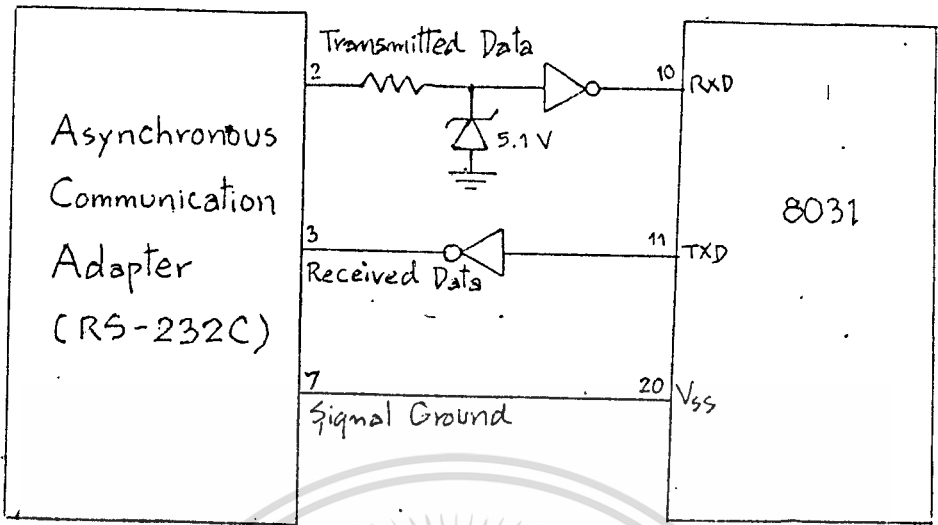 Transmitted Data
2
10
RXD
5.1 V
Asynchronous
Communication
Adapter
(RS-232C)
8031
3
11
TXD
Received Data
7
20
Vss
Signal Ground